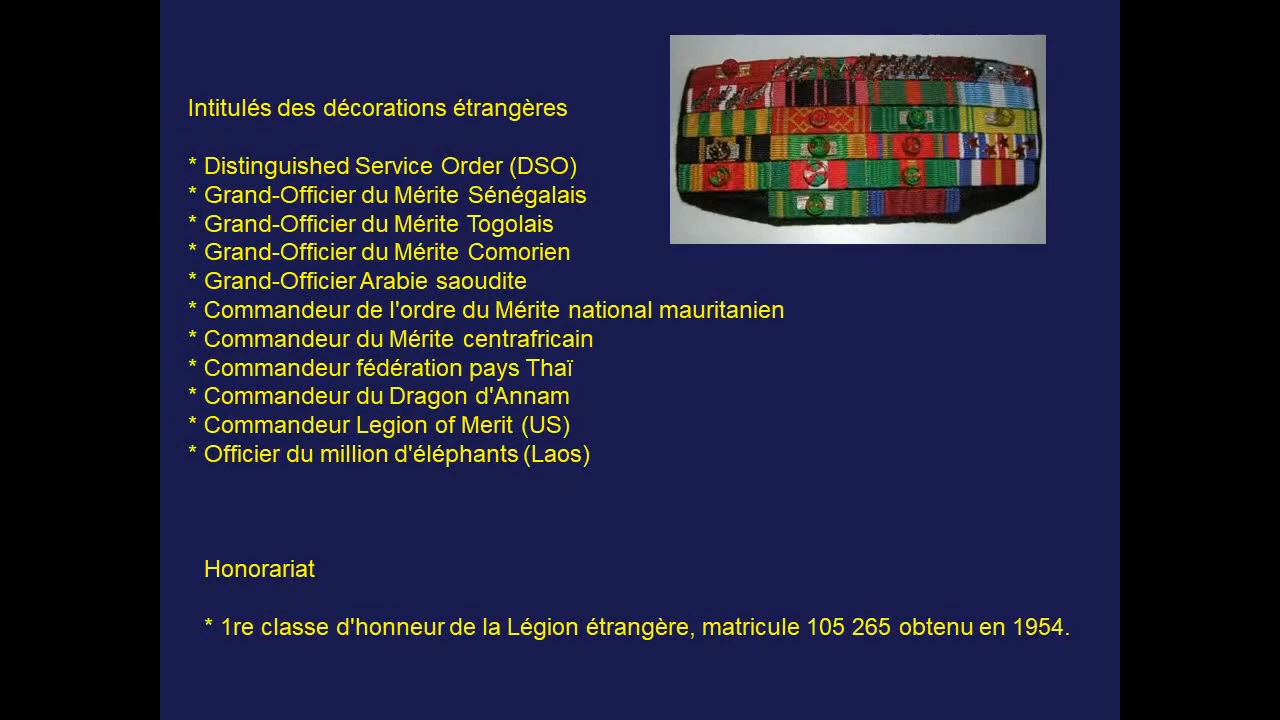 Intitulés des décorations étrangères
* Distinguished Service Order (DSO)
* Grand-Officier du Mérite Sénégalais
* Grand-Officier du Mérite Togolais
* Grand-Officier du Mérite Comorien
* Grand-Officier Arabie saoudite
* Commandeur de l'ordre du Mérite national mauritanien
* Commandeur du Mérite centrafricain
* Commandeur fédération pays Thaï
* Commandeur du Dragon d'Annam
* Commandeur Legion of Merit (US)
* Officier du million d'éléphants (Laos)
Honorariat
* 1re classe d'honneur de la Légion étrangère, matricule 105 265 obtenu en 1954.